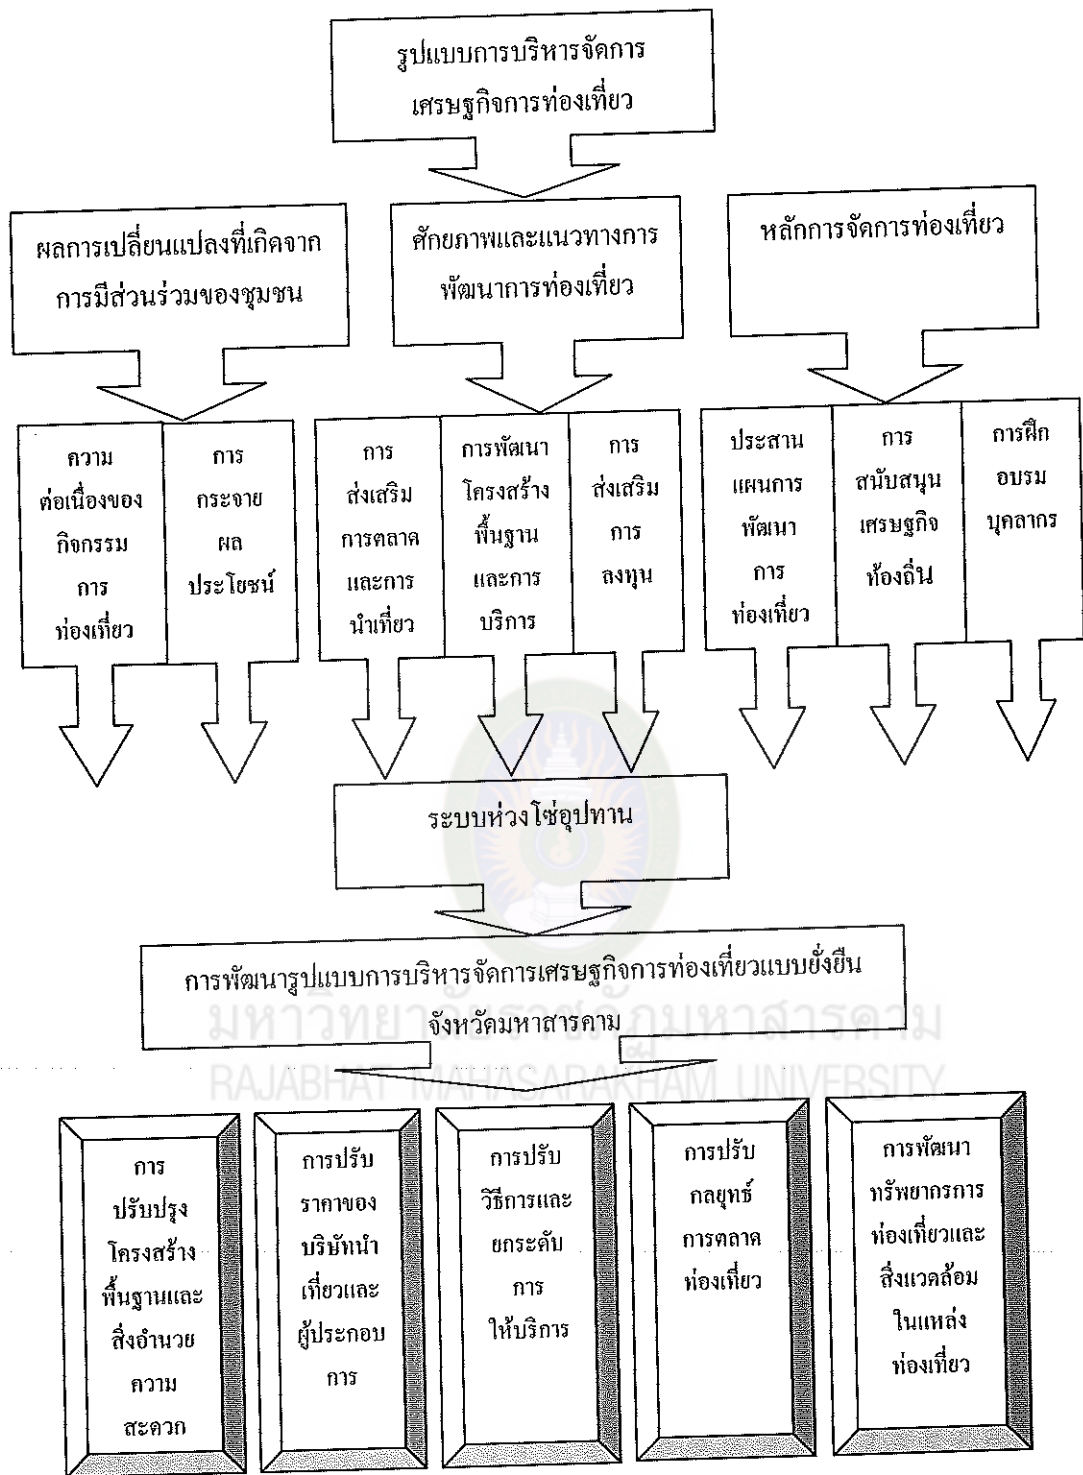 รูปแบบการบริหารจัดการ
เศรษฐกิจการท่องเที่ยว
ผลการเปลี่ยนแปลงที่เกิดจาก
การมีส่วนร่วมของชุมชน
ศักยภาพและแนวทางการ
พัฒนาการท่องเที่ยว
หลักการจัดการท่องเที่ยว
ความ
ต่อเนื่องของ
กิจกรรม
การ
ท่องเที่ยว
การ
กระจาย
ผล
ประโยชน์
การ
ส่งเสริม
การตลาด
และการ
นำเที่ยว
การพัฒนา
โครงสร้าง
พื้นฐาน
และการ
บริการ
การ
ส่งเสริม
การ
ลงทุน
ประสาน
แผนการ
พัฒนา
การ
ท่องเที่ยว
การ
สนับสนุน
เศรษฐกิจ
ท้องถิ่น
การฝึก
อบรม
บุคลากร
ระบบห่วงโซ่อุปทาน
การพัฒนารูปแบบการบริหารจัดการเศรษฐกิจการท่องเที่ยวแบบยั่งยืน
จังหวัดมหาสารคาม
มหาวิทยาลัยราชภัฏมหาสารคาม
RAJABHAT MAHASARAKHAM UNIVERSITY
การ
ปรับปรุง
โครงสร้าง
พื้นฐานและ
สิ่งอำนวย
ความ
สะดวก
การปรับ
ราคาของ
บริษัทนำ
เที่ยวและ
ผู้ประกอบ
การ
การปรับ
วิธีการและ
ยกระดับ
การ
ให้บริการ
การปรับ
กลยุทธ์
การตลาด
ท่องเที่ยว
การพัฒนา
ทรัพยากรการ
ท่องเที่ยวและ
สิ่งแวดล้อม
ในแหล่ง
ท่องเที่ยว